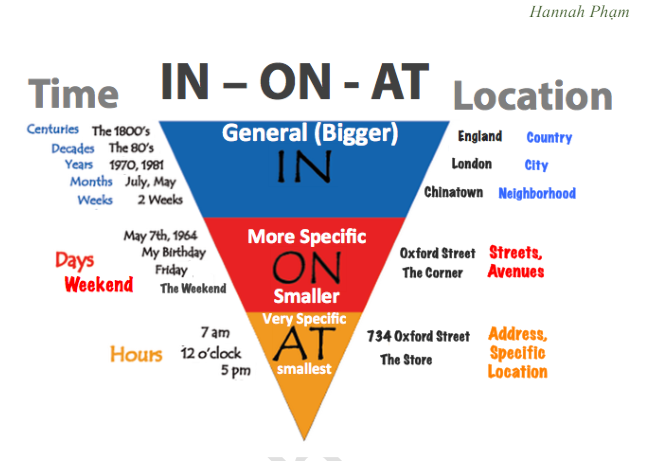 Hannah Phạm
IN – ON - AT
Time
Location
Centuries The 1800's
Decades The 80's
Years 1970, 1981
Months July, May
Weeks 2 Weeks
General (Bigger)
IN
England Country
London City
Chinatown Neighborhood
May 7th, 1964
My Birthday
Days
Friday
Weekend
The Weekend
More Specific
ON
Smaller
Oxford Street
The Corner
Streets,
Avenues
Hours
7 am
12 o'clock
5 pm
Very Specific
AT
smallest
734 Oxford Street
The Store
Address,
Specific
Location